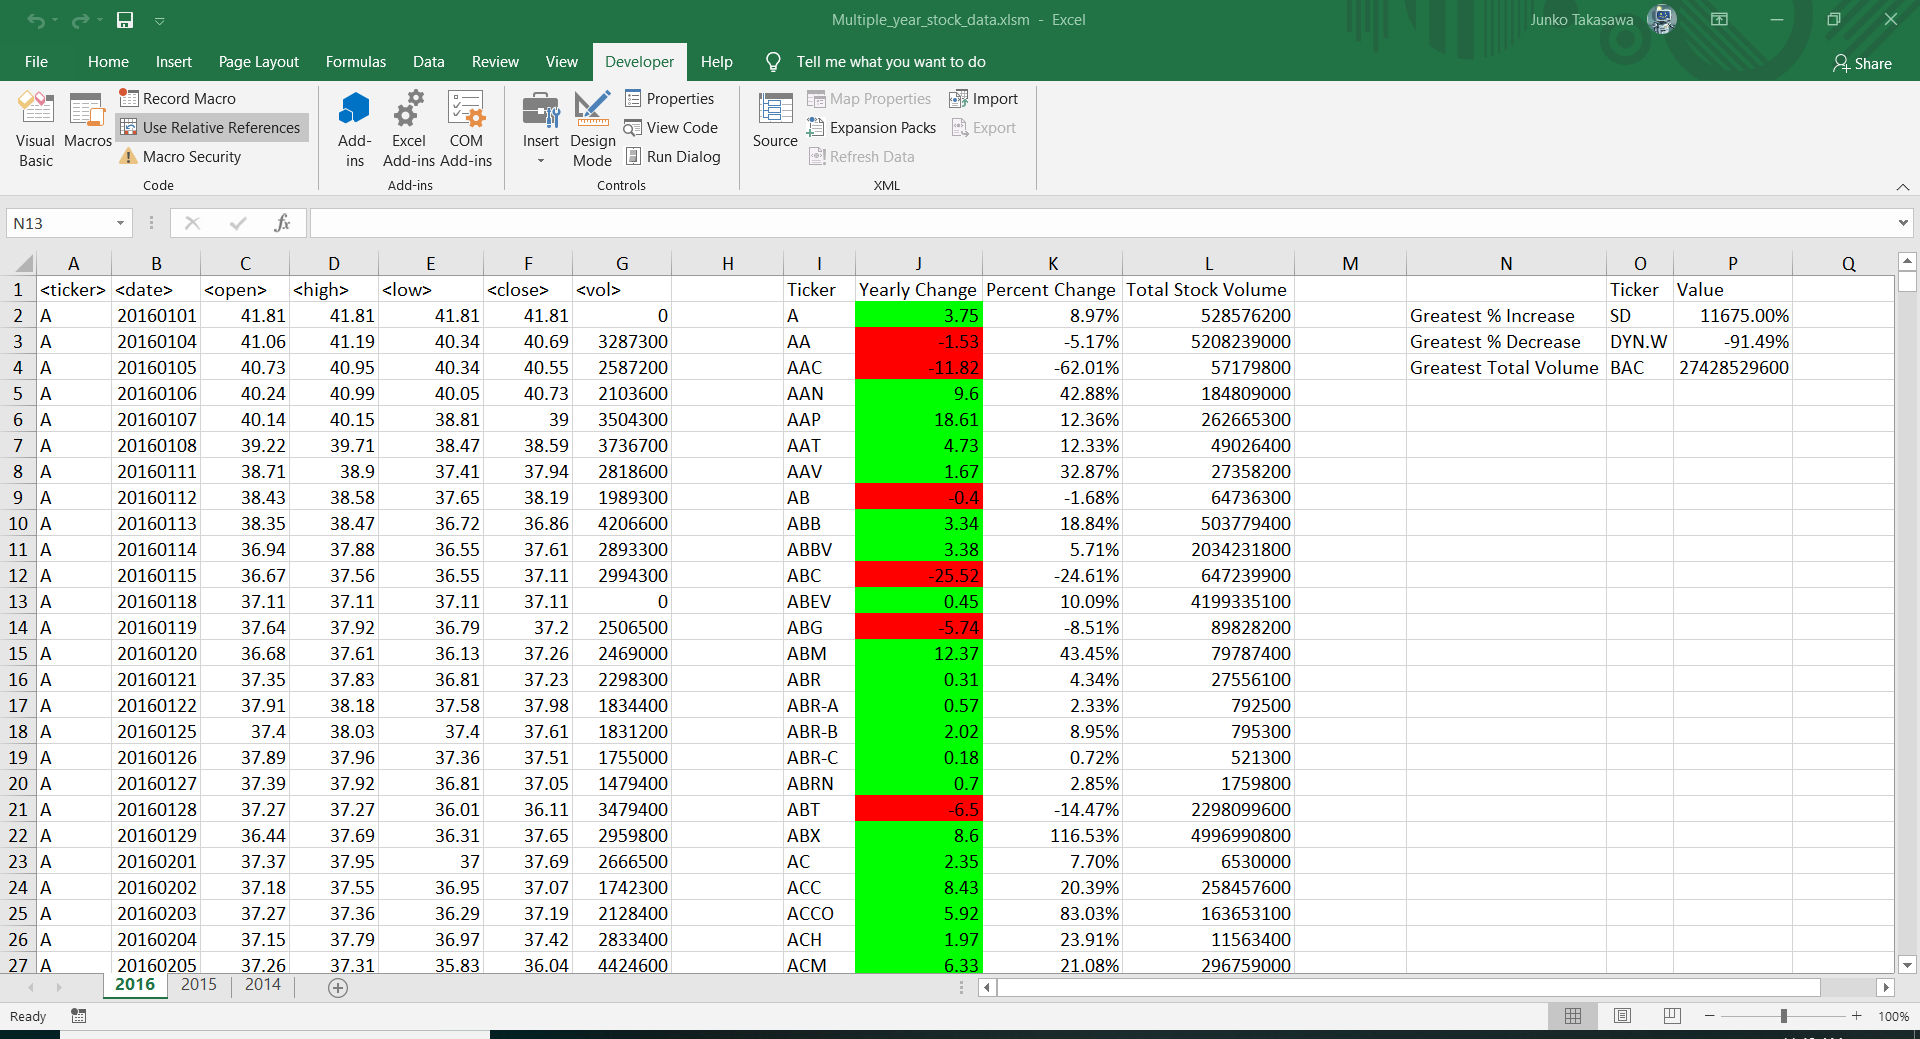 Multiple_year_stock_data.xlsm - Excel
Junko Takasawa
File Home Insert Page Layout Formulas Data Review View Developer Help Tell me what you want to do Share
Visual Basic
Macros
Record Macro
Use Relative References
Macro Security
Code
Add-ins
Excel Add-ins
COM Add-ins
Add-ins
Insert
Design Mode
Properties
View Code
Run Dialog
Controls
Source
Map Properties
Expansion Packs
Refresh Data
Import
Export
XML
N13
fx
A B C D E F G H I J K L M N O P Q
1 <ticker> <date> <open> <high> <low> <close> <vol> Ticker Yearly Change Percent Change Total Stock Volume Ticker Value
2 A 20160101 41.81 41.81 41.81 41.81 0 A 3.75 8.97% 528576200 Greatest % Increase SD 11675.00%
3 A 20160104 41.06 41.19 40.34 40.69 3287300 AA -1.53 -5.17% 5208239000 Greatest % Decrease DYN.W -91.49%
4 A 20160105 40.73 40.95 40.34 40.55 2587200 AAC -11.82 -62.01% 57179800 Greatest Total Volume BAC 27428529600
5 A 20160106 40.24 40.99 40.05 40.73 2103600 AAN 9.6 42.88% 184809000
6 A 20160107 40.14 40.15 38.81 39 3504300 AAP 18.61 12.36% 262665300
7 A 20160108 39.22 39.71 38.47 38.59 3736700 AAT 4.73 12.33% 49026400
8 A 20160111 38.71 38.9 37.41 37.94 2818600 AAV 1.67 32.87% 27358200
9 A 20160112 38.43 38.58 37.65 38.19 1989300 AB -0.4 -1.68% 64736300
10 A 20160113 38.35 38.47 36.72 36.86 4206600 ABB 3.34 18.84% 503779400
11 A 20160114 36.94 37.88 36.55 37.61 2893300 ABBV 3.38 5.71% 2034231800
12 A 20160115 36.67 37.56 36.55 37.11 2994300 ABC -25.52 -24.61% 647239900
13 A 20160118 37.11 37.11 37.11 37.11 0 ABEV 0.45 10.09% 4199335100
14 A 20160119 37.64 37.92 36.79 37.2 2506500 ABG -5.74 -8.51% 89828200
15 A 20160120 36.68 37.61 36.13 37.26 2469000 ABM 12.37 43.45% 79787400
16 A 20160121 37.35 37.83 36.81 37.23 2298300 ABR 0.31 4.34% 27556100
17 A 20160122 37.91 38.18 37.58 37.98 1834400 ABR-A 0.57 2.33% 792500
18 A 20160125 37.4 38.03 37.4 37.61 1831200 ABR-B 2.02 8.95% 795300
19 A 20160126 37.89 37.96 37.36 37.51 1755000 ABR-C 0.18 0.72% 521300
20 A 20160127 37.39 37.92 36.81 37.05 1479400 ABRN 0.7 2.85% 1759800
21 A 20160128 37.27 37.27 36.01 36.11 3479400 ABT -6.5 -14.47% 2298099600
22 A 20160129 36.44 37.69 36.31 37.65 2959800 ABX 8.6 116.53% 4996990800
23 A 20160201 37.37 37.95 37 37.69 2666500 AC 2.35 7.70% 6530000
24 A 20160202 37.18 37.55 36.95 37.07 1742300 ACC 8.43 20.39% 258457600
25 A 20160203 37.27 37.36 36.29 37.19 2128400 ACCO 5.92 83.03% 163653100
26 A 20160204 37.15 37.79 36.97 37.42 2833400 ACH 1.97 23.91% 11563400
27 A 20160205 37.26 37.31 35.83 36.04 4424600 ACM 6.33 21.08% 296759000
2016 2015 2014
Ready
100%